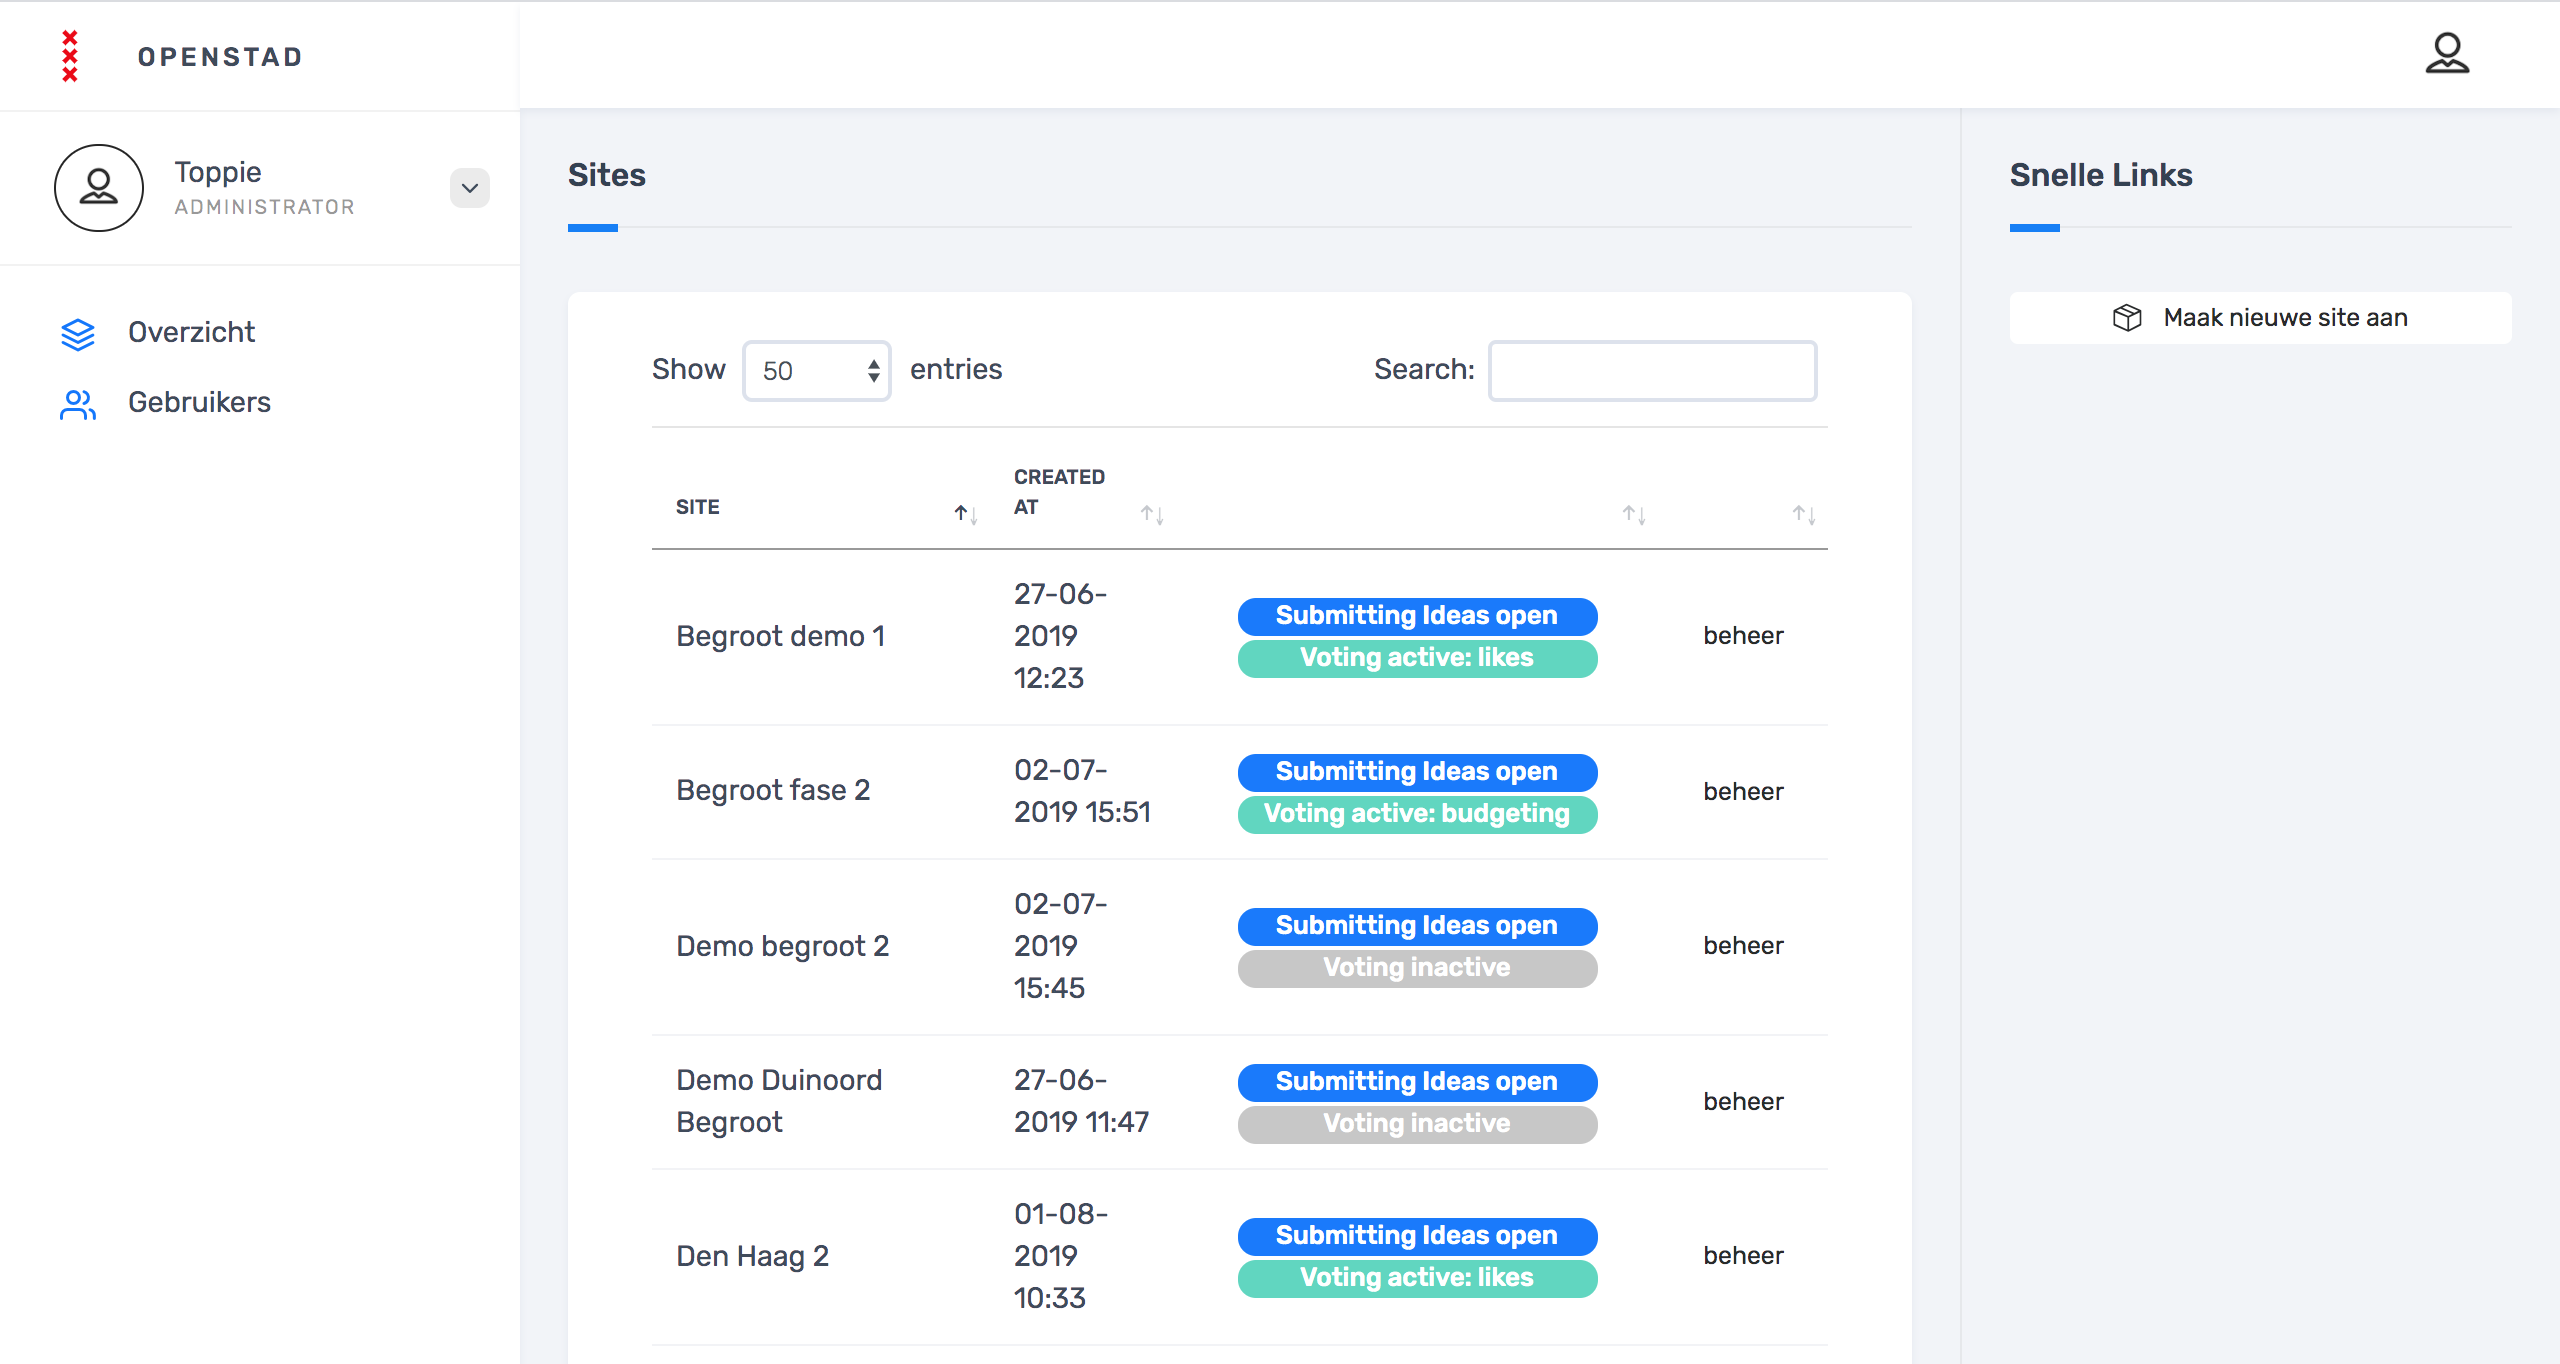 OPENSTAD
Toppie
ADMINISTRATOR
Overzicht
Gebruikers
Sites
Show 50 entries
Search:
SITE
CREATED
AT
Begroot demo 1
27-06-
2019
12:23
Submitting Ideas open
Voting active: likes
beheer
Begroot fase 2
02-07-
2019 15:51
Submitting Ideas open
Voting active: budgeting
beheer
Demo begroot 2
02-07-
2019
15:45
Submitting Ideas open
Voting inactive
beheer
Demo Duinoord
Begroot
27-06-
2019 11:47
Submitting Ideas open
Voting inactive
beheer
Den Haag 2
01-08-
2019
10:33
Submitting Ideas open
Voting active: likes
beheer
Snelle Links
Maak nieuwe site aan